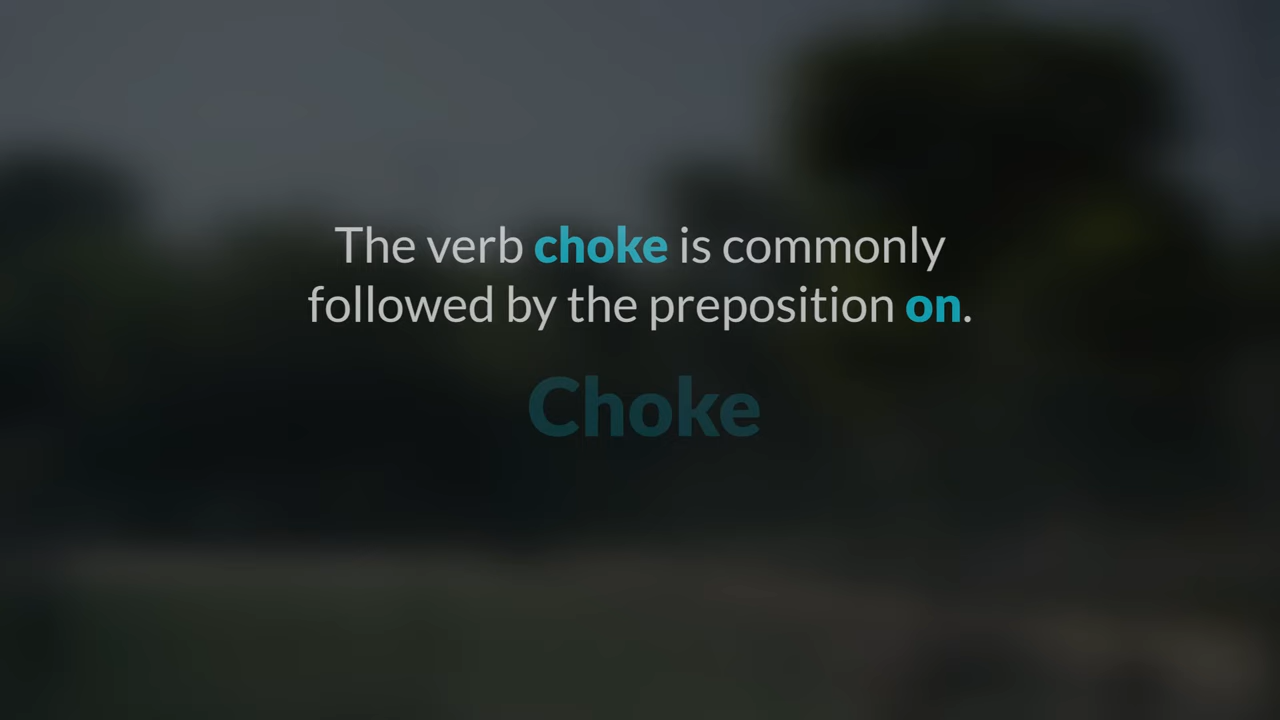 The verb choke is commonly
followed by the preposition on.
Choke